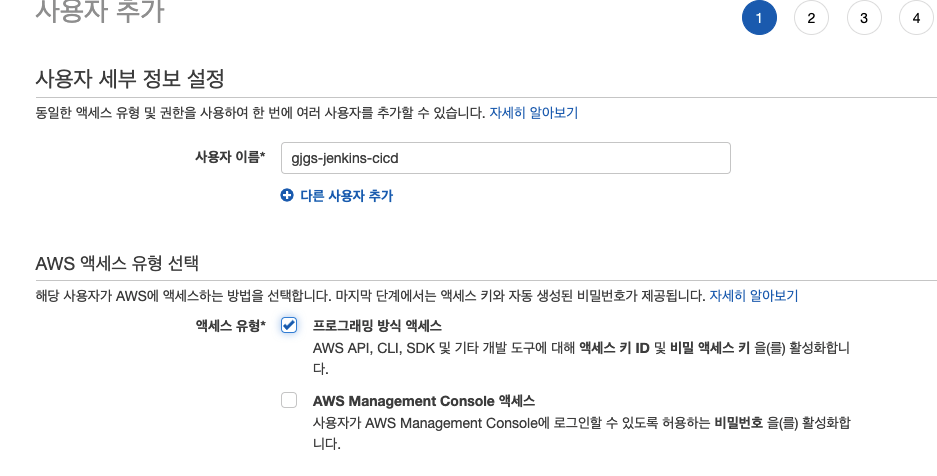 사용자 추가
1 2 3 4
사용자 세부 정보 설정
동일한 액세스 유형 및 권한을 사용하여 한 번에 여러 사용자를 추가할 수 있습니다. 자세히 알아보기
사용자 이름* gjgs-jenkins-cicd
다른 사용자 추가
AWS 액세스 유형 선택
해당 사용자가 AWS에 액세스하는 방법을 선택합니다. 마지막 단계에서는 액세스 키와 자동 생성된 비밀번호가 제공됩니다. 자세히 알아보기
액세스 유형* 프로그래밍 방식 액세스
AWS API, CLI, SDK 및 기타 개발 도구에 대해 액세스 키 ID 및 비밀 액세스 키 을(를) 활성화합니
다.
AWS Management Console 액세스
사용자가 AWS Management Console에 로그인할 수 있도록 허용하는 비밀번호 을(를) 활성화합
니다.